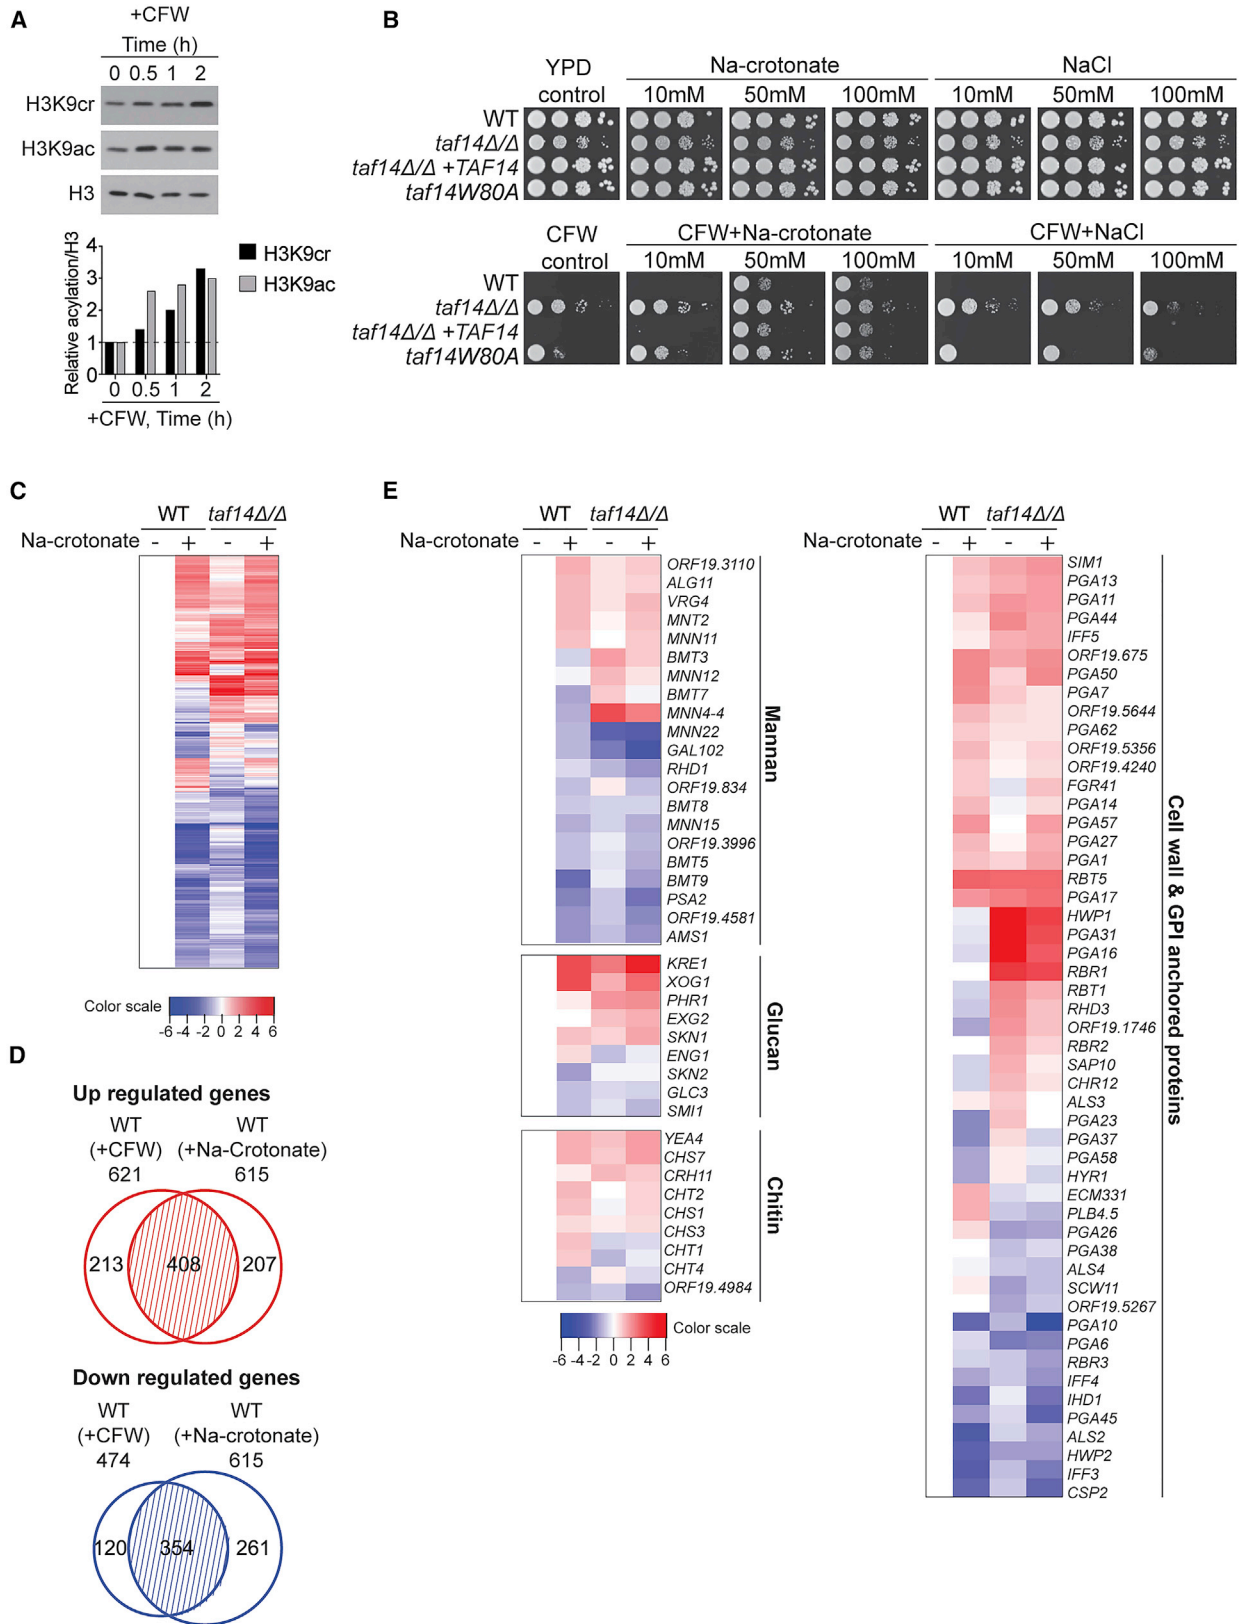 A
+CFW
Time (h)
0 0.5 1 2
H3K9cr
H3K9ac
H3
Relative acylation/H3
4
3
2
1
0
H3K9cr
H3K9ac
0 0.5 1 2
+CFW, Time (h)
B
YPD control
Na-crotonate
NaCl
10mM 50mM 100mM 10mM 50mM 100mM
WT
taf14Δ/Δ
taf14Δ/Δ +TAF14
taf14W80A
CFW control
CFW+Na-crotonate
CFW+NaCl
10mM 50mM 100mM 10mM 50mM 100mM
WT
taf14Δ/Δ
taf14Δ/Δ +TAF14
taf14W80A
C
WT taf14Δ/Δ
Na-crotonate - + - +
Color scale
-6 -4 -2 0 2 4 6
D
Up regulated genes
WT (+CFW) 621
WT (+Na-Crotonate) 615
213 408 207
Down regulated genes
WT (+CFW) 474
WT (+Na-crotonate) 615
120 354 261
E
WT taf14Δ/Δ
Na-crotonate - + - +
ORF19.3110
ALG11
VRG4
MNT2
MNN11
BMT3
MNN12
BMT7
MNN4-4
MNN22
GAL102
RHD1
ORF19.834
BMT8
MNN15
ORF19.3996
BMT5
BMT9
PSA2
ORF19.4581
AMS1
Mannan
KRE1
XOG1
PHR1
EXG2
SKN1
ENG1
SKN2
GLC3
SMI1
Glucan
YEA4
CHS7
CRH11
CHT2
CHS1
CHS3
CHT1
CHT4
ORF19.4984
Chitin
-6 -4 -2 0 2 4 6
Color scale
WT taf14Δ/Δ
Na-crotonate - + - +
SIM1
PGA13
PGA11
PGA44
IFF5
ORF19.675
PGA50
PGA7
ORF19.5644
PGA62
ORF19.5356
ORF19.4240
FGR41
PGA14
PGA57
PGA27
PGA1
RBT5
PGA17
HWP1
PGA31
PGA16
RBR1
RBT1
RHD3
ORF19.1746
RBR2
SAP10
CHR12
ALS3
PGA23
PGA37
PGA58
HYR1
ECM331
PLB4.5
PGA26
PGA38
ALS4
SCW11
ORF19.5267
PGA10
PGA6
RBR3
IFF4
IHD1
PGA45
ALS2
HWP2
IFF3
CSP2
Cell wall & GPI anchored proteins